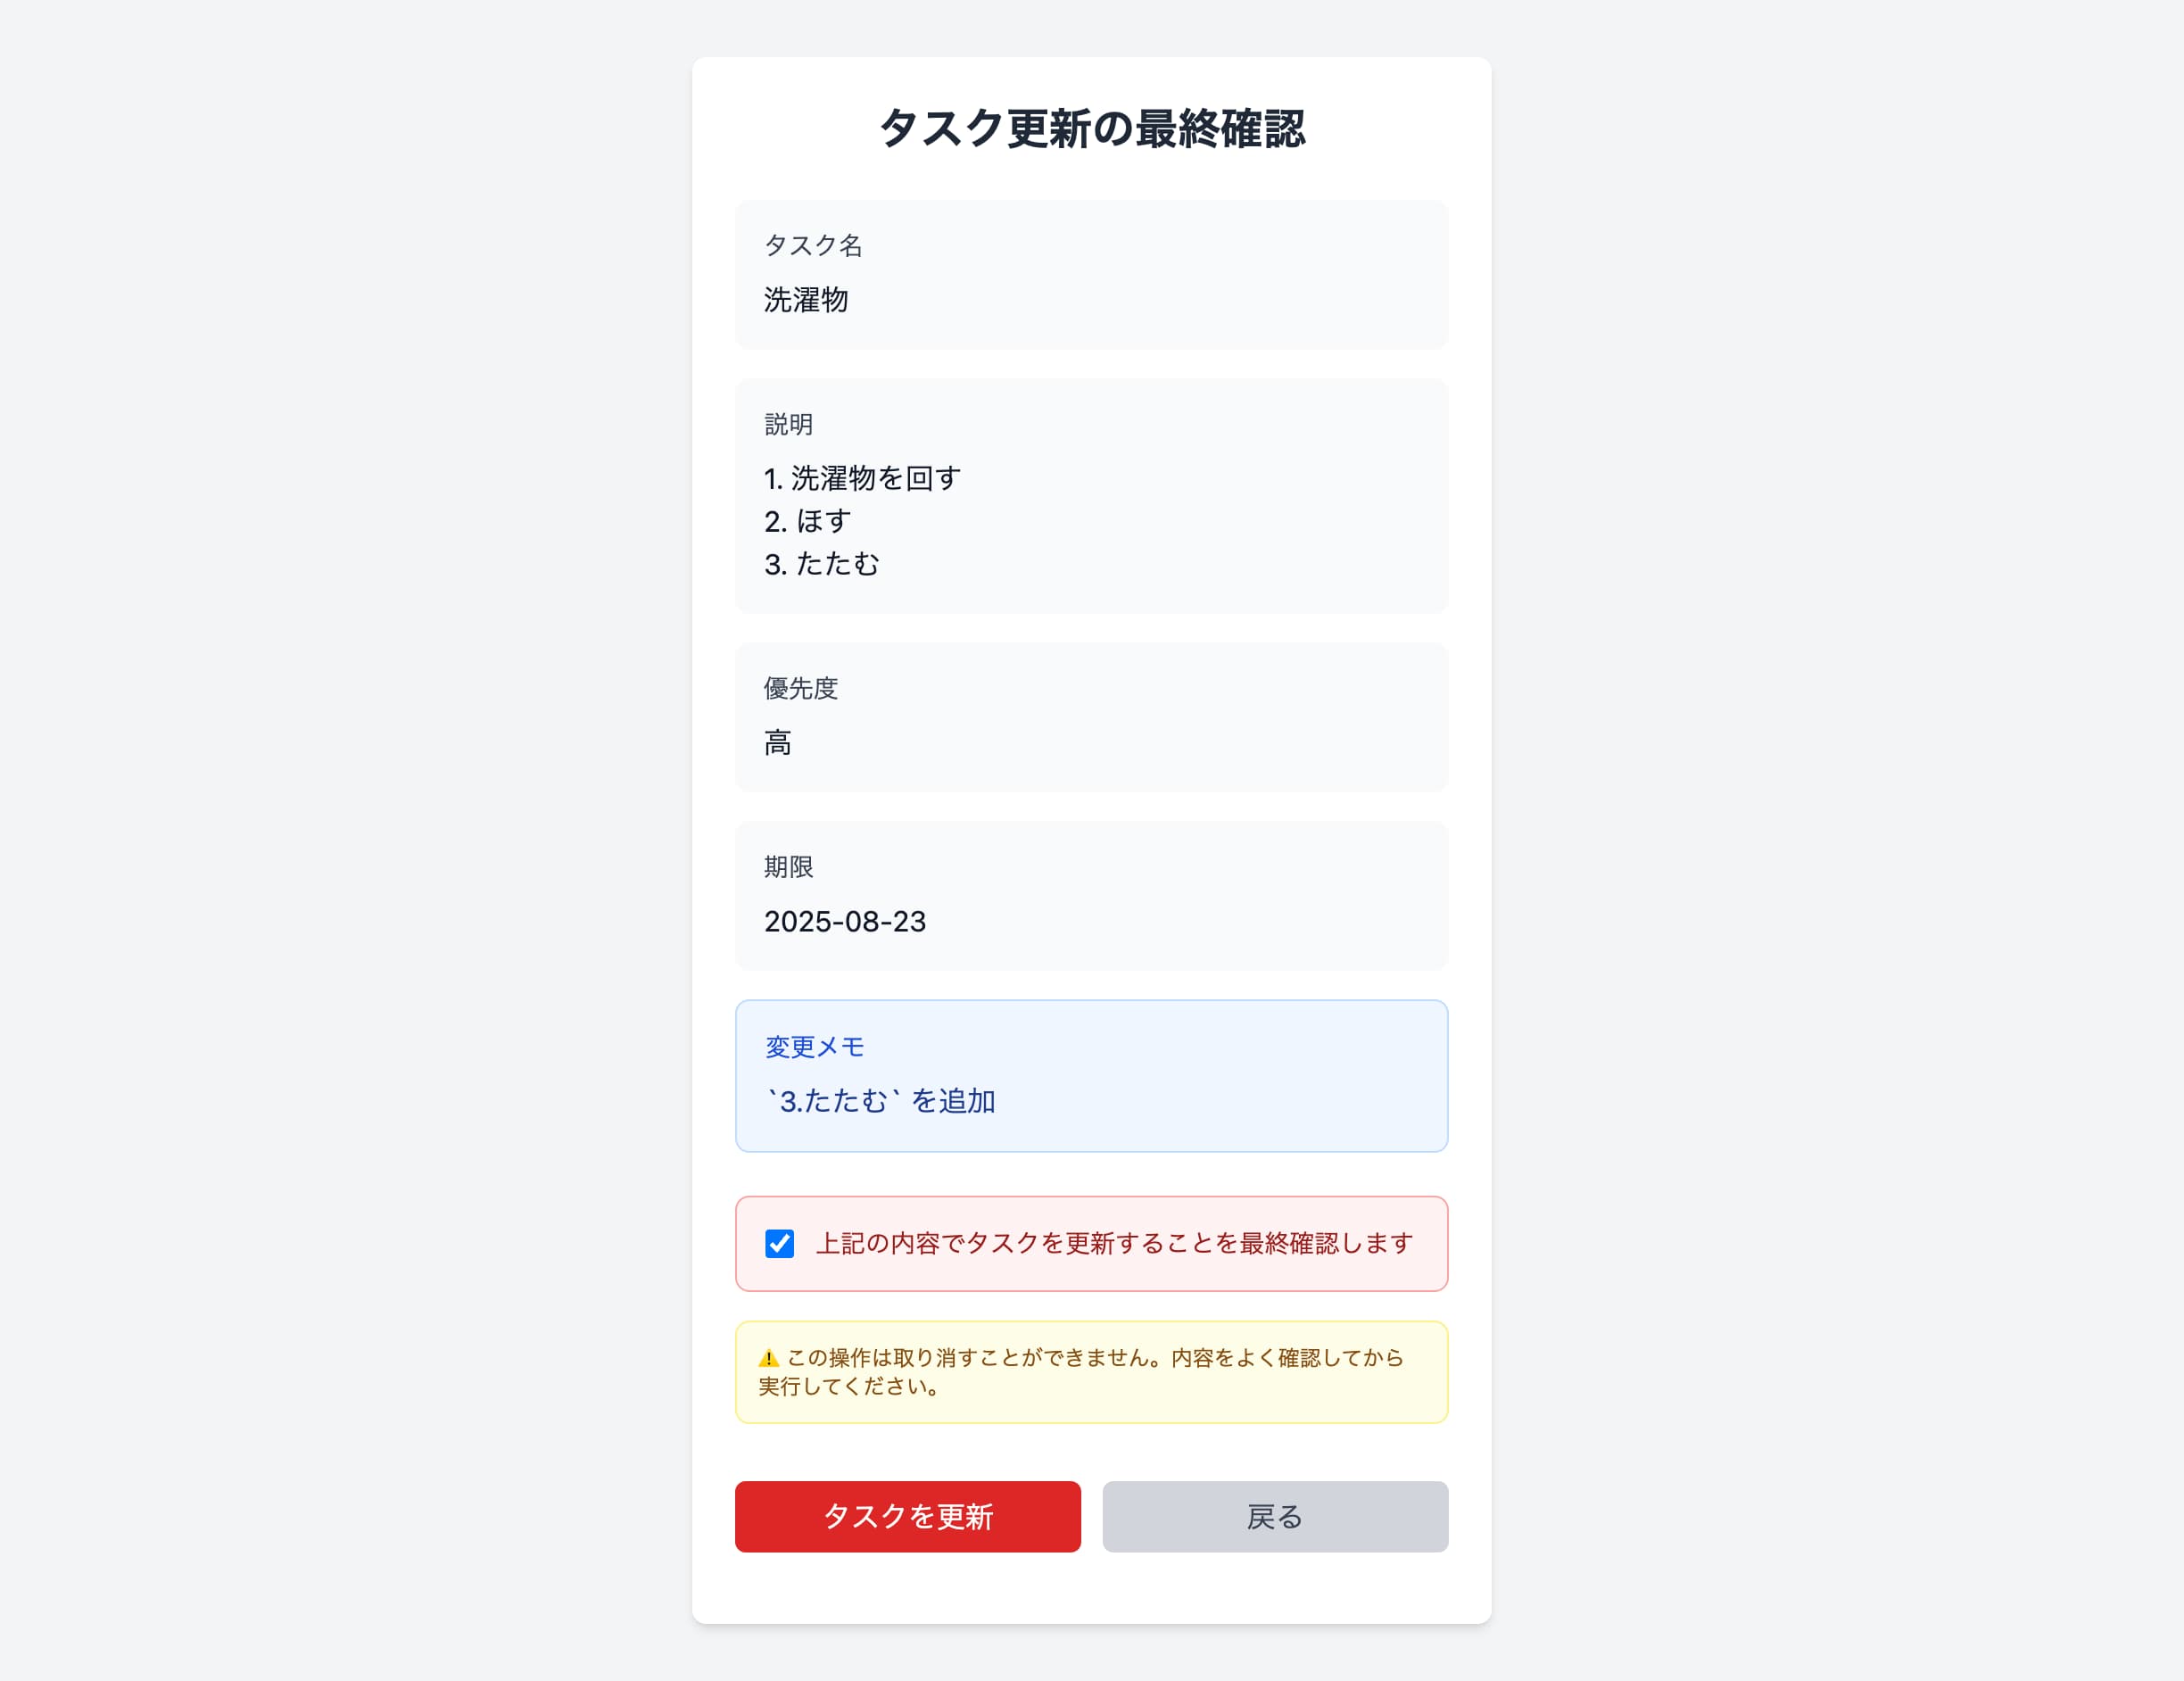 タスク更新の最終確認
タスク名
洗濯物
説明
1. 洗濯物を回す
2. ほす
3. たたむ
優先度
高
期限
2025-08-23
変更メモ
`3.たたむ` を追加
上記の内容でタスクを更新することを最終確認します
⚠️ この操作は取り消すことができません。内容をよく確認してから
実行してください。
タスクを更新
戻る